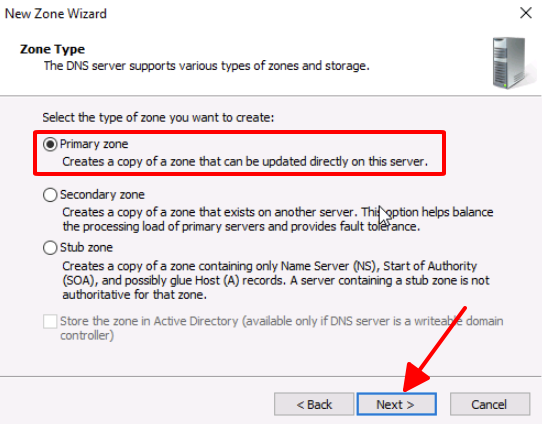 New Zone Wizard
Zone Type
The DNS server supports various types of zones and storage.
Select the type of zone you want to create:
Primary zone
Creates a copy of a zone that can be updated directly on this server.
Secondary zone
Creates a copy of a zone that exists on another server. This option helps balance
the processing load of primary servers and provides fault tolerance.
Stub zone
Creates a copy of a zone containing only Name Server (NS), Start of Authority
(SOA), and possibly glue Host (A) records. A server containing a stub zone is not
authoritative for that zone.
Store the zone in Active Directory (available only if DNS server is a writeable domain
controller)
< Back Next > Cancel